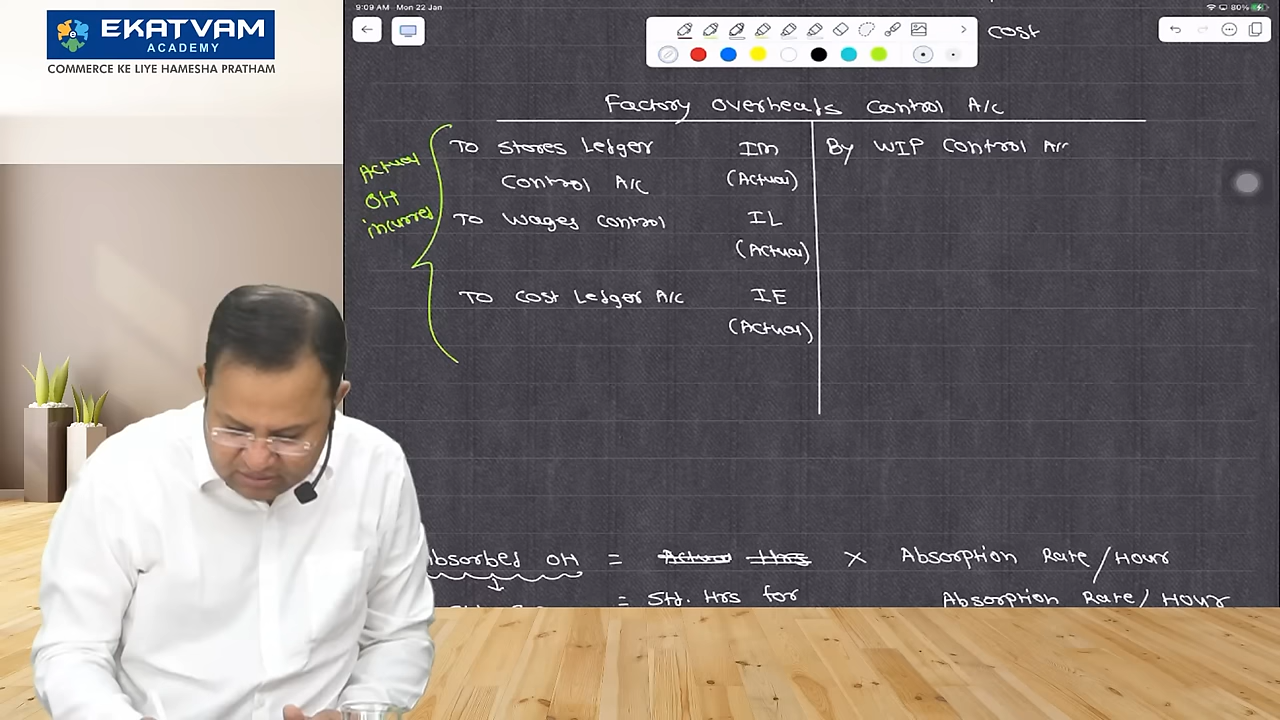 EKATVAM
ACADEMY
COMMERCE KE LIYE HAMESHA PRATHAM
9:09 AM Mon 22 Jan
80%
cost
Factory overheads control A/c
To Stores Ledger IM By WIP control A/c
control A/c (Actual)
To Wages control IL
(Actual)
To Cost Ledger A/c IE
(Actual)
Actual
OH
incurred
Absorbed OH = Actual Hrs X Absorption Rate/Hour
= Std. Hrs for Absorption Rate/Hour